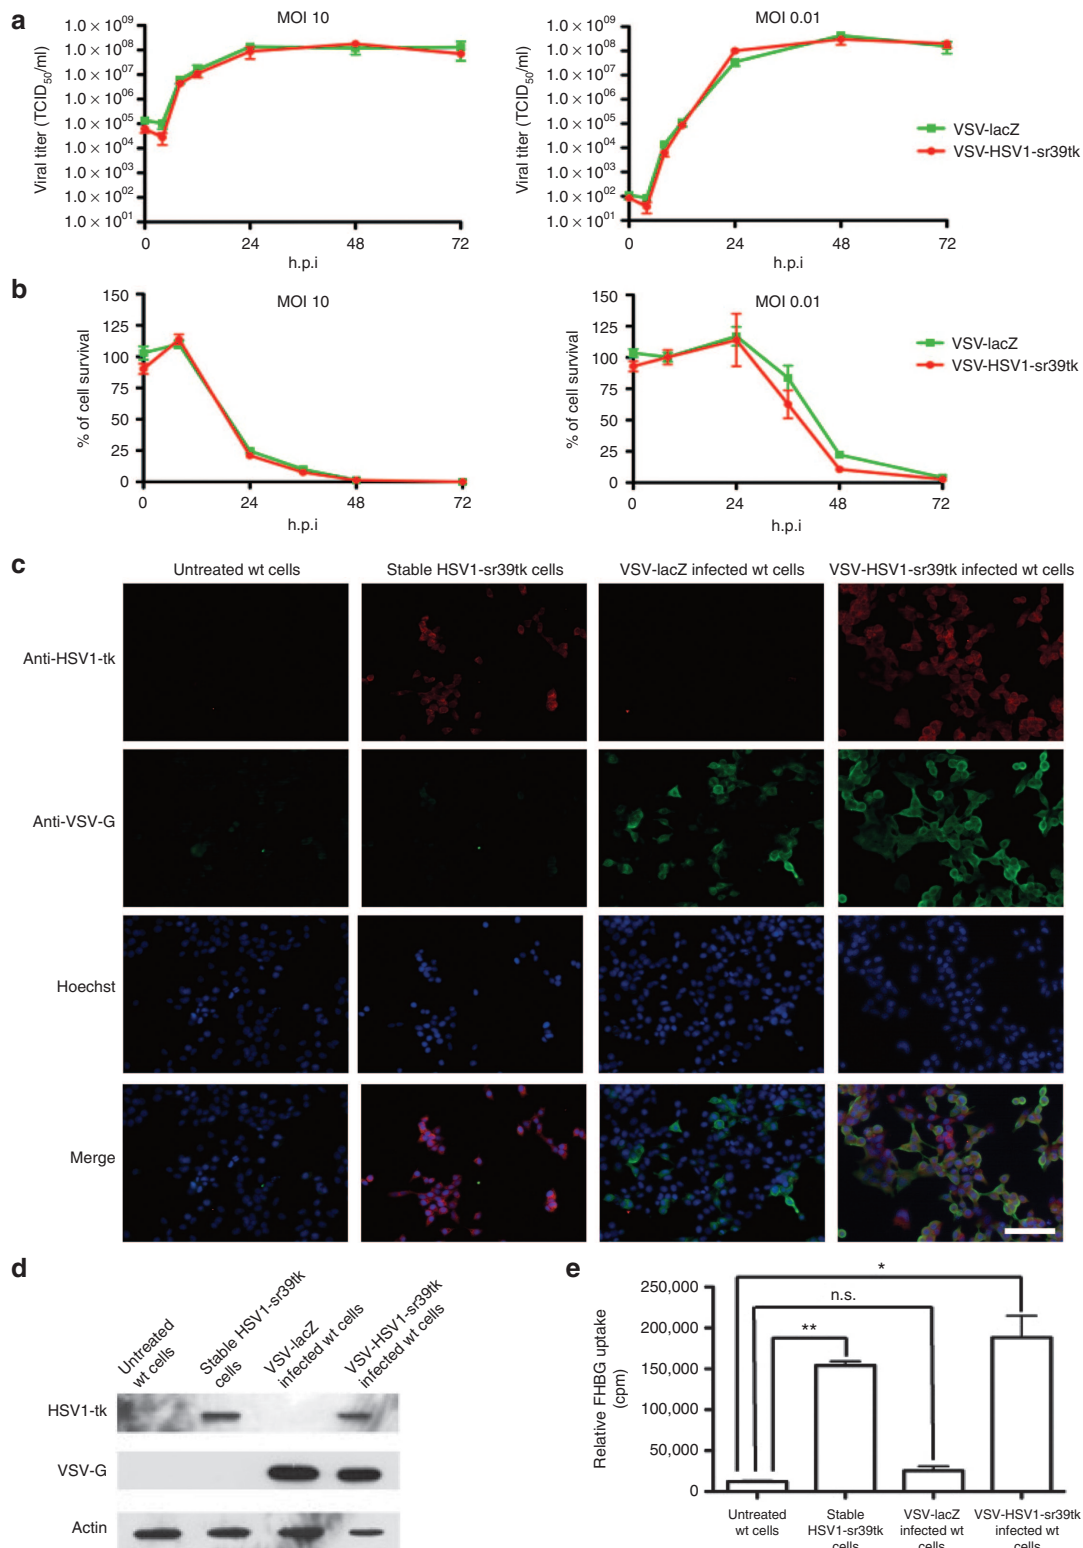 a
MOI 10
Viral titer (TCID50/ml)
1.0 × 10^09
1.0 × 10^08
1.0 × 10^07
1.0 × 10^06
1.0 × 10^05
1.0 × 10^04
1.0 × 10^03
1.0 × 10^02
1.0 × 10^01
0 24 48 72
h.p.i
MOI 0.01
Viral titer (TCID50/ml)
1.0 × 10^09
1.0 × 10^08
1.0 × 10^07
1.0 × 10^06
1.0 × 10^05
1.0 × 10^04
1.0 × 10^03
1.0 × 10^02
1.0 × 10^01
0 24 48 72
h.p.i
VSV-lacZ
VSV-HSV1-sr39tk
b
MOI 10
% of cell survival
150
125
100
75
50
25
0
0 24 48 72
h.p.i
MOI 0.01
% of cell survival
150
125
100
75
50
25
0
0 24 48 72
h.p.i
VSV-lacZ
VSV-HSV1-sr39tk
c
Untreated wt cells
Stable HSV1-sr39tk cells
VSV-lacZ infected wt cells
VSV-HSV1-sr39tk infected wt cells
Anti-HSV1-tk
Anti-VSV-G
Hoechst
Merge
d
Untreated
wt cells
Stable HSV1-sr39tk
cells
VSV-lacZ
infected wt cells
VSV-HSV1-sr39tk
infected wt cells
HSV1-tk
VSV-G
Actin
e
Relative FHBG uptake
(cpm)
250,000
200,000
150,000
100,000
50,000
0
*
n.s.
**
Untreated
wt cells
Stable
HSV1-sr39tk
cells
VSV-lacZ
infected wt
cells
VSV-HSV1-sr39tk
infected wt
cells